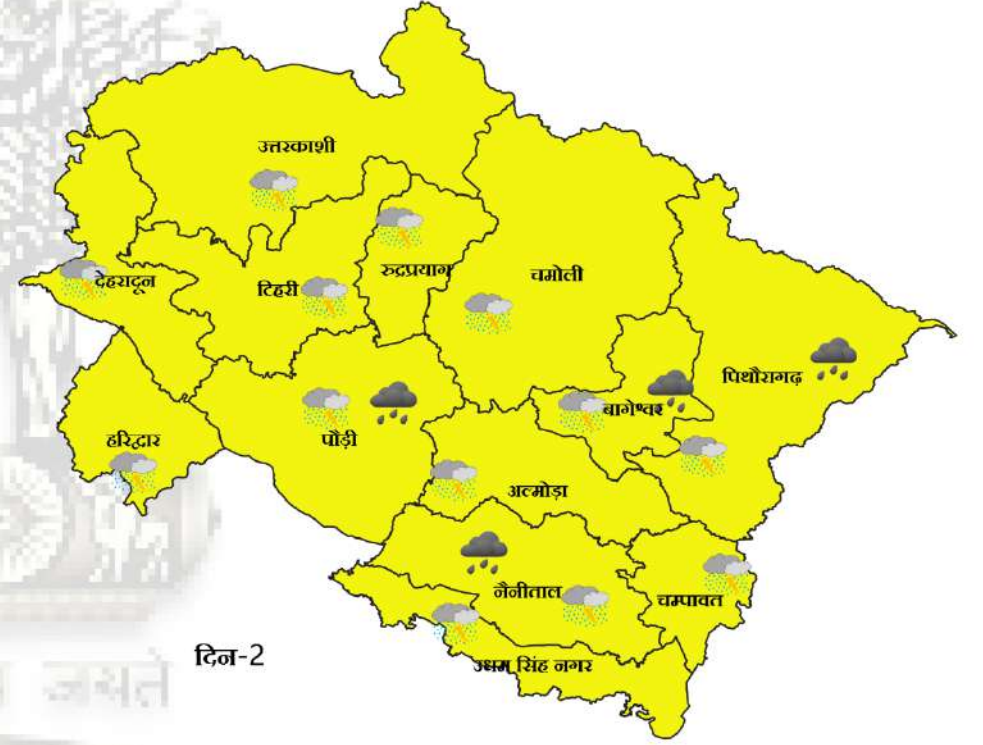 उत्तरकाशी
रुद्रप्रयाग
चमोली
देहरादून
टिहरी
पिथौरागढ़
बागेश्वर
हरिद्वार
पौड़ी
अल्मोड़ा
नैनीताल
चम्पावत
दिन-2
उधम सिंह नगर